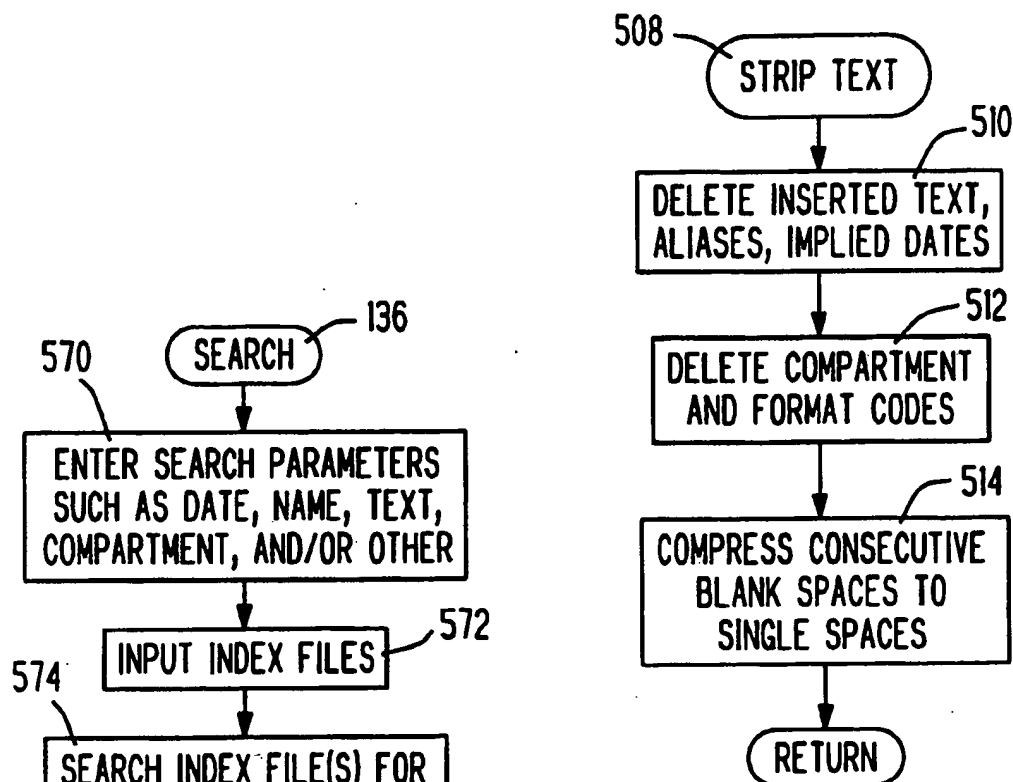 508
STRIP TEXT
510
DELETE INSERTED TEXT,
ALIASES, IMPLIED DATES
512
DELETE COMPARTMENT
AND FORMAT CODES
514
COMPRESS CONSECUTIVE
BLANK SPACES TO
SINGLE SPACES
RETURN
136
SEARCH
570
ENTER SEARCH PARAMETERS
SUCH AS DATE, NAME, TEXT,
COMPARTMENT, AND/OR OTHER
572
INPUT INDEX FILES
574
SEARCH INDEX FILE(S) FOR